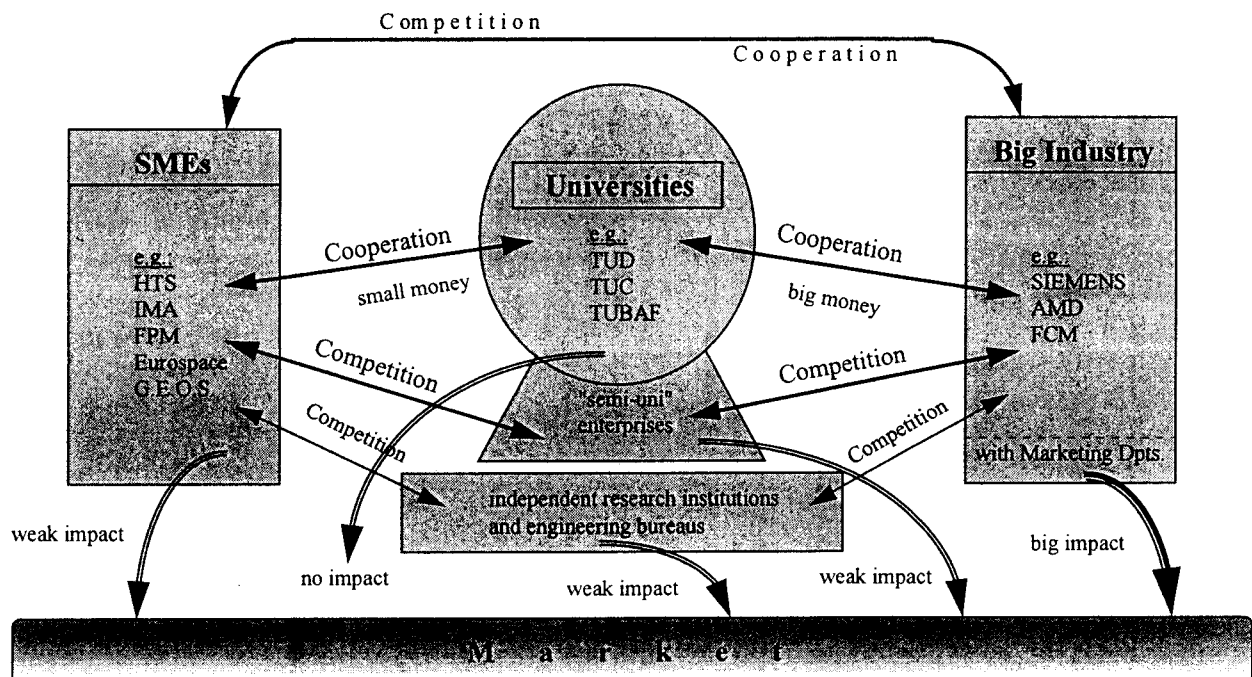 Competition
Cooperation
SMEs
e.g.:
HTS
IMA
FPM
Eurospace
G.E.O.S.
Universities
e.g.:
TUD
TUC
TUBAF
Big Industry
e.g.:
SIEMENS
AMD
FCM
with Marketing Dpts.
Cooperation
small money
Cooperation
big money
Competition
Competition
"semi-uni"
enterprises
Competition
Competition
independent research institutions
and engineering bureaus
weak impact
no impact
weak impact
weak impact
big impact
Market